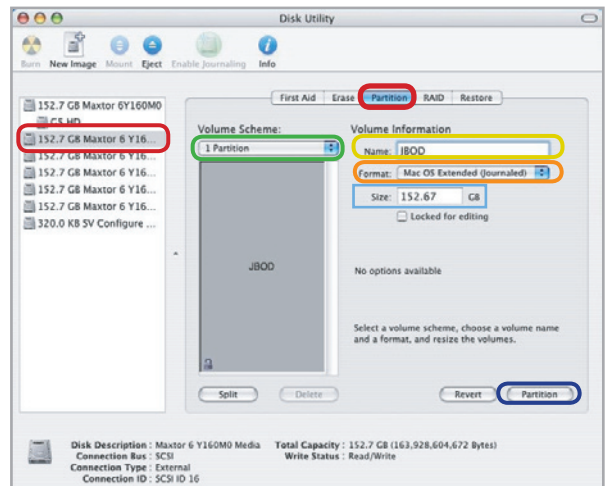 Disk Utility
Burn New Image Mount Eject Enable Journaling Info
152.7 GB Maxtor 6Y160M0
G5 HD
152.7 GB Maxtor 6 Y16...
152.7 GB Maxtor 6 Y16...
152.7 GB Maxtor 6 Y16...
152.7 GB Maxtor 6 Y16...
152.7 GB Maxtor 6 Y16...
320.0 KB SV Configure ...
First Aid Erase Partition RAID Restore
Volume Scheme:
1 Partition
JBOD
Volume Information
Name: JBOD
Format: Mac OS Extended (Journaled)
Size: 152.67 GB
Locked for editing
No options available
Select a volume scheme, choose a volume name
and a format, and resize the volumes.
Split Delete Revert Partition
Disk Description : Maxtor 6 Y160M0 Media
Connection Bus : SCSI
Connection Type : External
Connection ID : SCSI ID 16
Total Capacity : 152.7 GB (163,928,604,672 Bytes)
Write Status : Read/Write